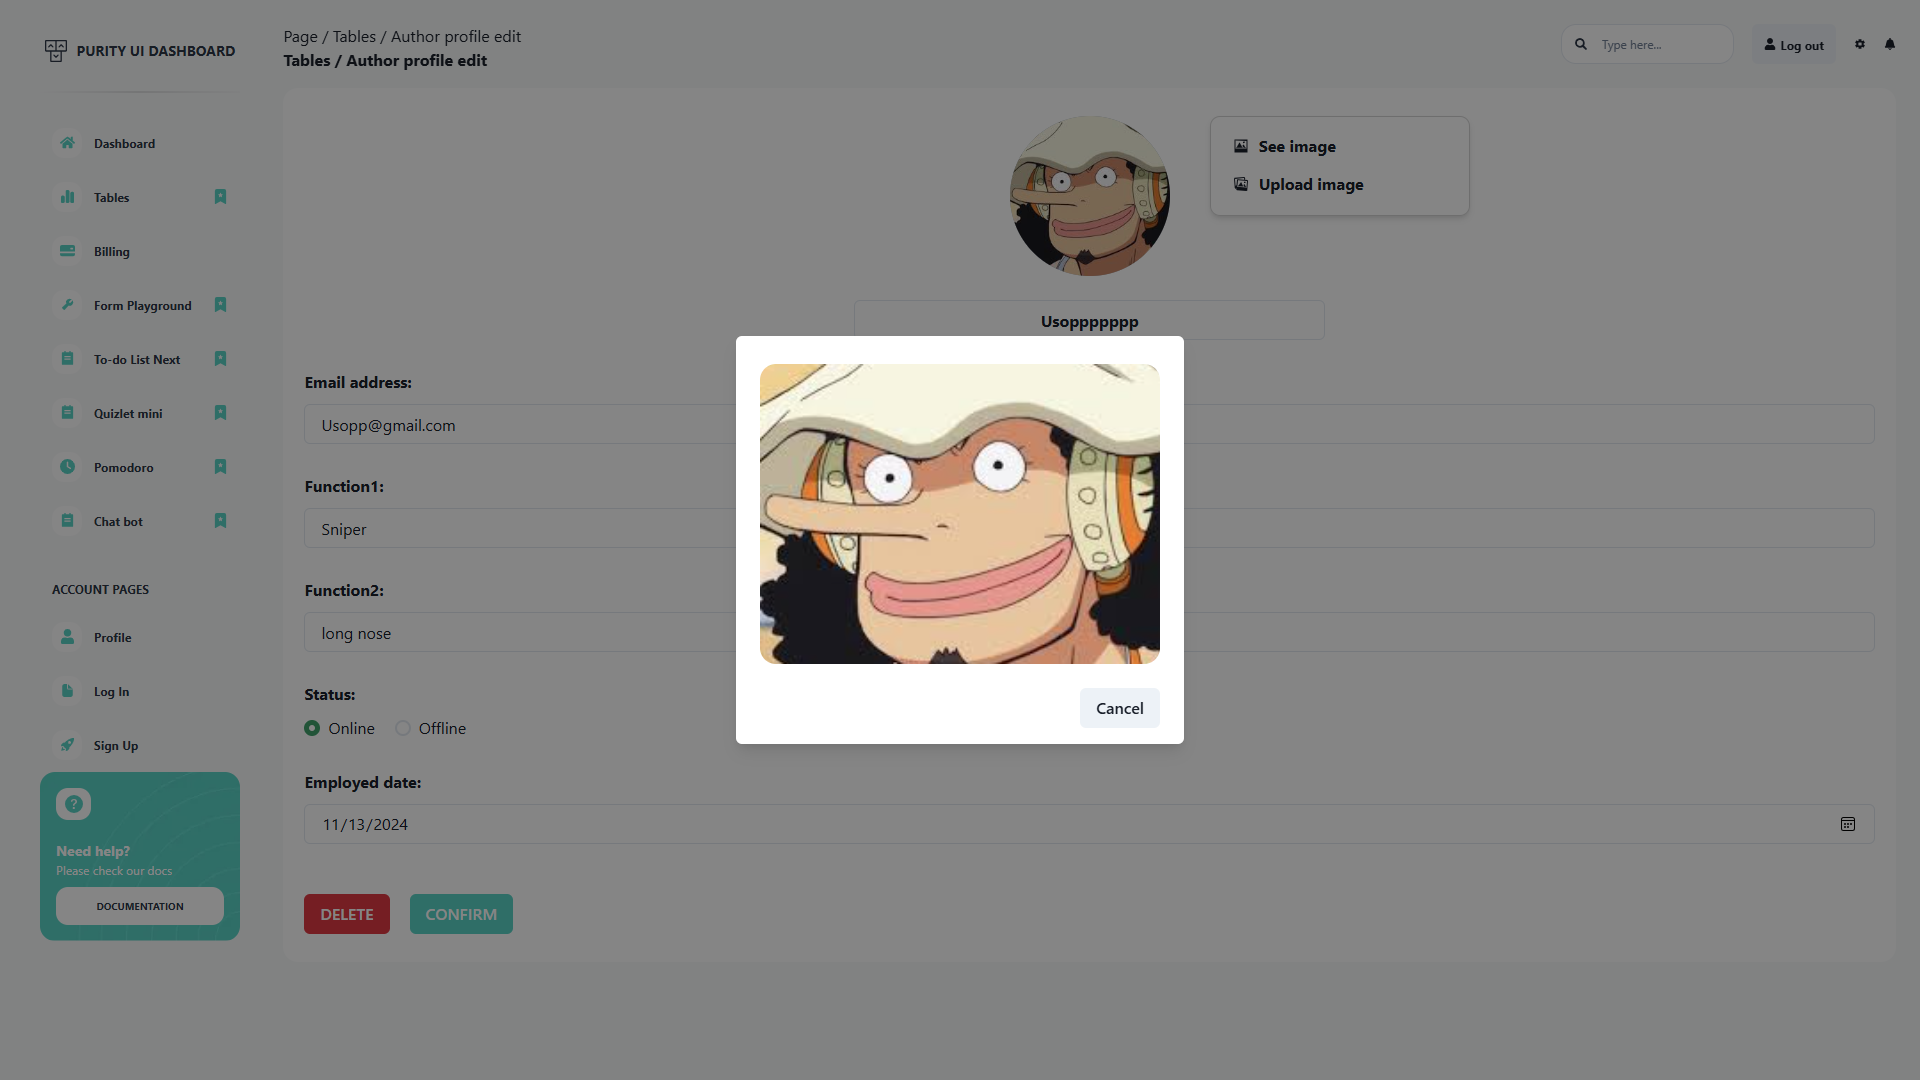 PURITY UI DASHBOARD
Page / Tables / Author profile edit
Tables / Author profile edit
Type here...
Log out
Dashboard
Tables
Billing
Form Playground
To-do List Next
Quizlet mini
Pomodoro
Chat bot
ACCOUNT PAGES
Profile
Log In
Sign Up
?
Need help?
Please check our docs
DOCUMENTATION
See image
Upload image
Usoppppppp
Email address:
Usopp@gmail.com
Function1:
Sniper
Function2:
long nose
Status:
Online
Offline
Employed date:
11/13/2024
DELETE
CONFIRM
Cancel